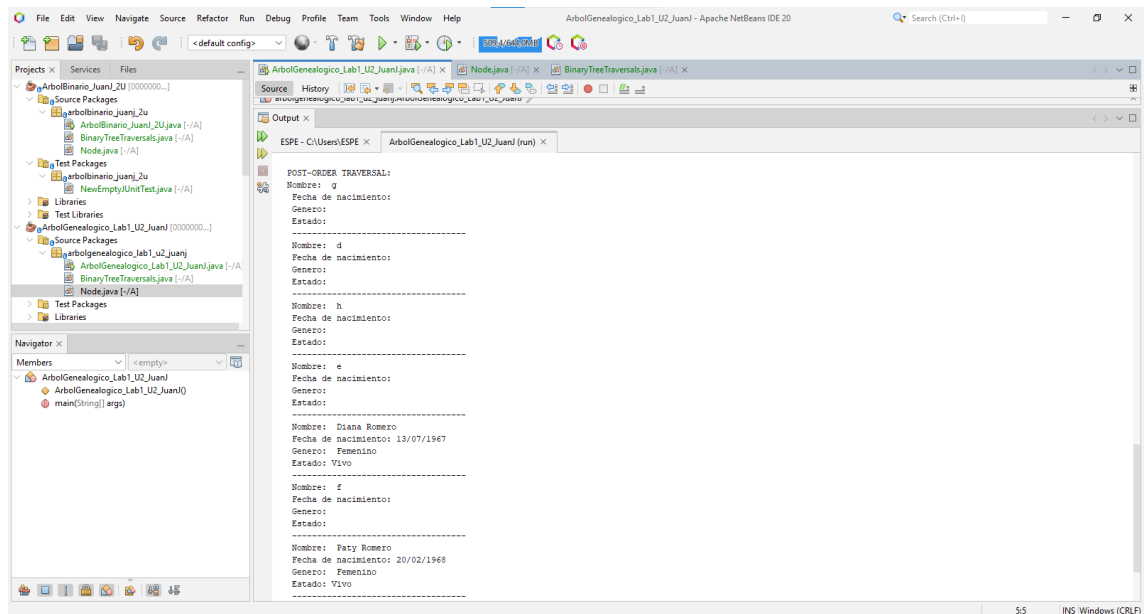 File Edit View Navigate Source Refactor Run Debug Profile Team Tools Window Help
ArbolGenealogico_Lab1_U2_JuanJ - Apache NetBeans IDE 20
Search (Ctrl+I)
<default config>
Projects × Services Files
ArbolBinario_JuanJ_2U [0000000...]
Source Packages
arbolbinario_juanj_2u
ArbolBinario_JuanJ_2U.java [-/A]
BinaryTreeTraversals.java [-/A]
Node.java [-/A]
Test Packages
arbolbinario_juanj_2u
NewEmptyJUnitTest.java [-/A]
Libraries
Test Libraries
ArbolGenealogico_Lab1_U2_JuanJ [0000000...]
Source Packages
arbolgenealogico_lab1_u2_juanj
ArbolGenealogico_Lab1_U2_JuanJ.java [-/A]
BinaryTreeTraversals.java [-/A]
Node.java [-/A]
Test Packages
Libraries
Navigator ×
Members <empty>
ArbolGenealogico_Lab1_U2_JuanJ
ArbolGenealogico_Lab1_U2_JuanJ()
main(String[] args)
ArbolGenealogico_Lab1_U2_JuanJ.java [-/A] × Node.java [-/A] × BinaryTreeTraversals.java [-/A] ×
Source History
Output ×
ESPE - C:\Users\ESPE × ArbolGenealogico_Lab1_U2_JuanJ (run) ×
POST-ORDER TRAVERSAL:
Nombre: g
Fecha de nacimiento:
Genero:
Estado:
-----------------------------------
Nombre: d
Fecha de nacimiento:
Genero:
Estado:
-----------------------------------
Nombre: h
Fecha de nacimiento:
Genero:
Estado:
-----------------------------------
Nombre: e
Fecha de nacimiento:
Genero:
Estado:
-----------------------------------
Nombre: Diana Romero
Fecha de nacimiento: 13/07/1967
Genero: Femenino
Estado: Vivo
-----------------------------------
Nombre: f
Fecha de nacimiento:
Genero:
Estado:
-----------------------------------
Nombre: Paty Romero
Fecha de nacimiento: 20/02/1968
Genero: Femenino
Estado: Vivo
-----------------------------------
5:5 INS Windows (CRLF)